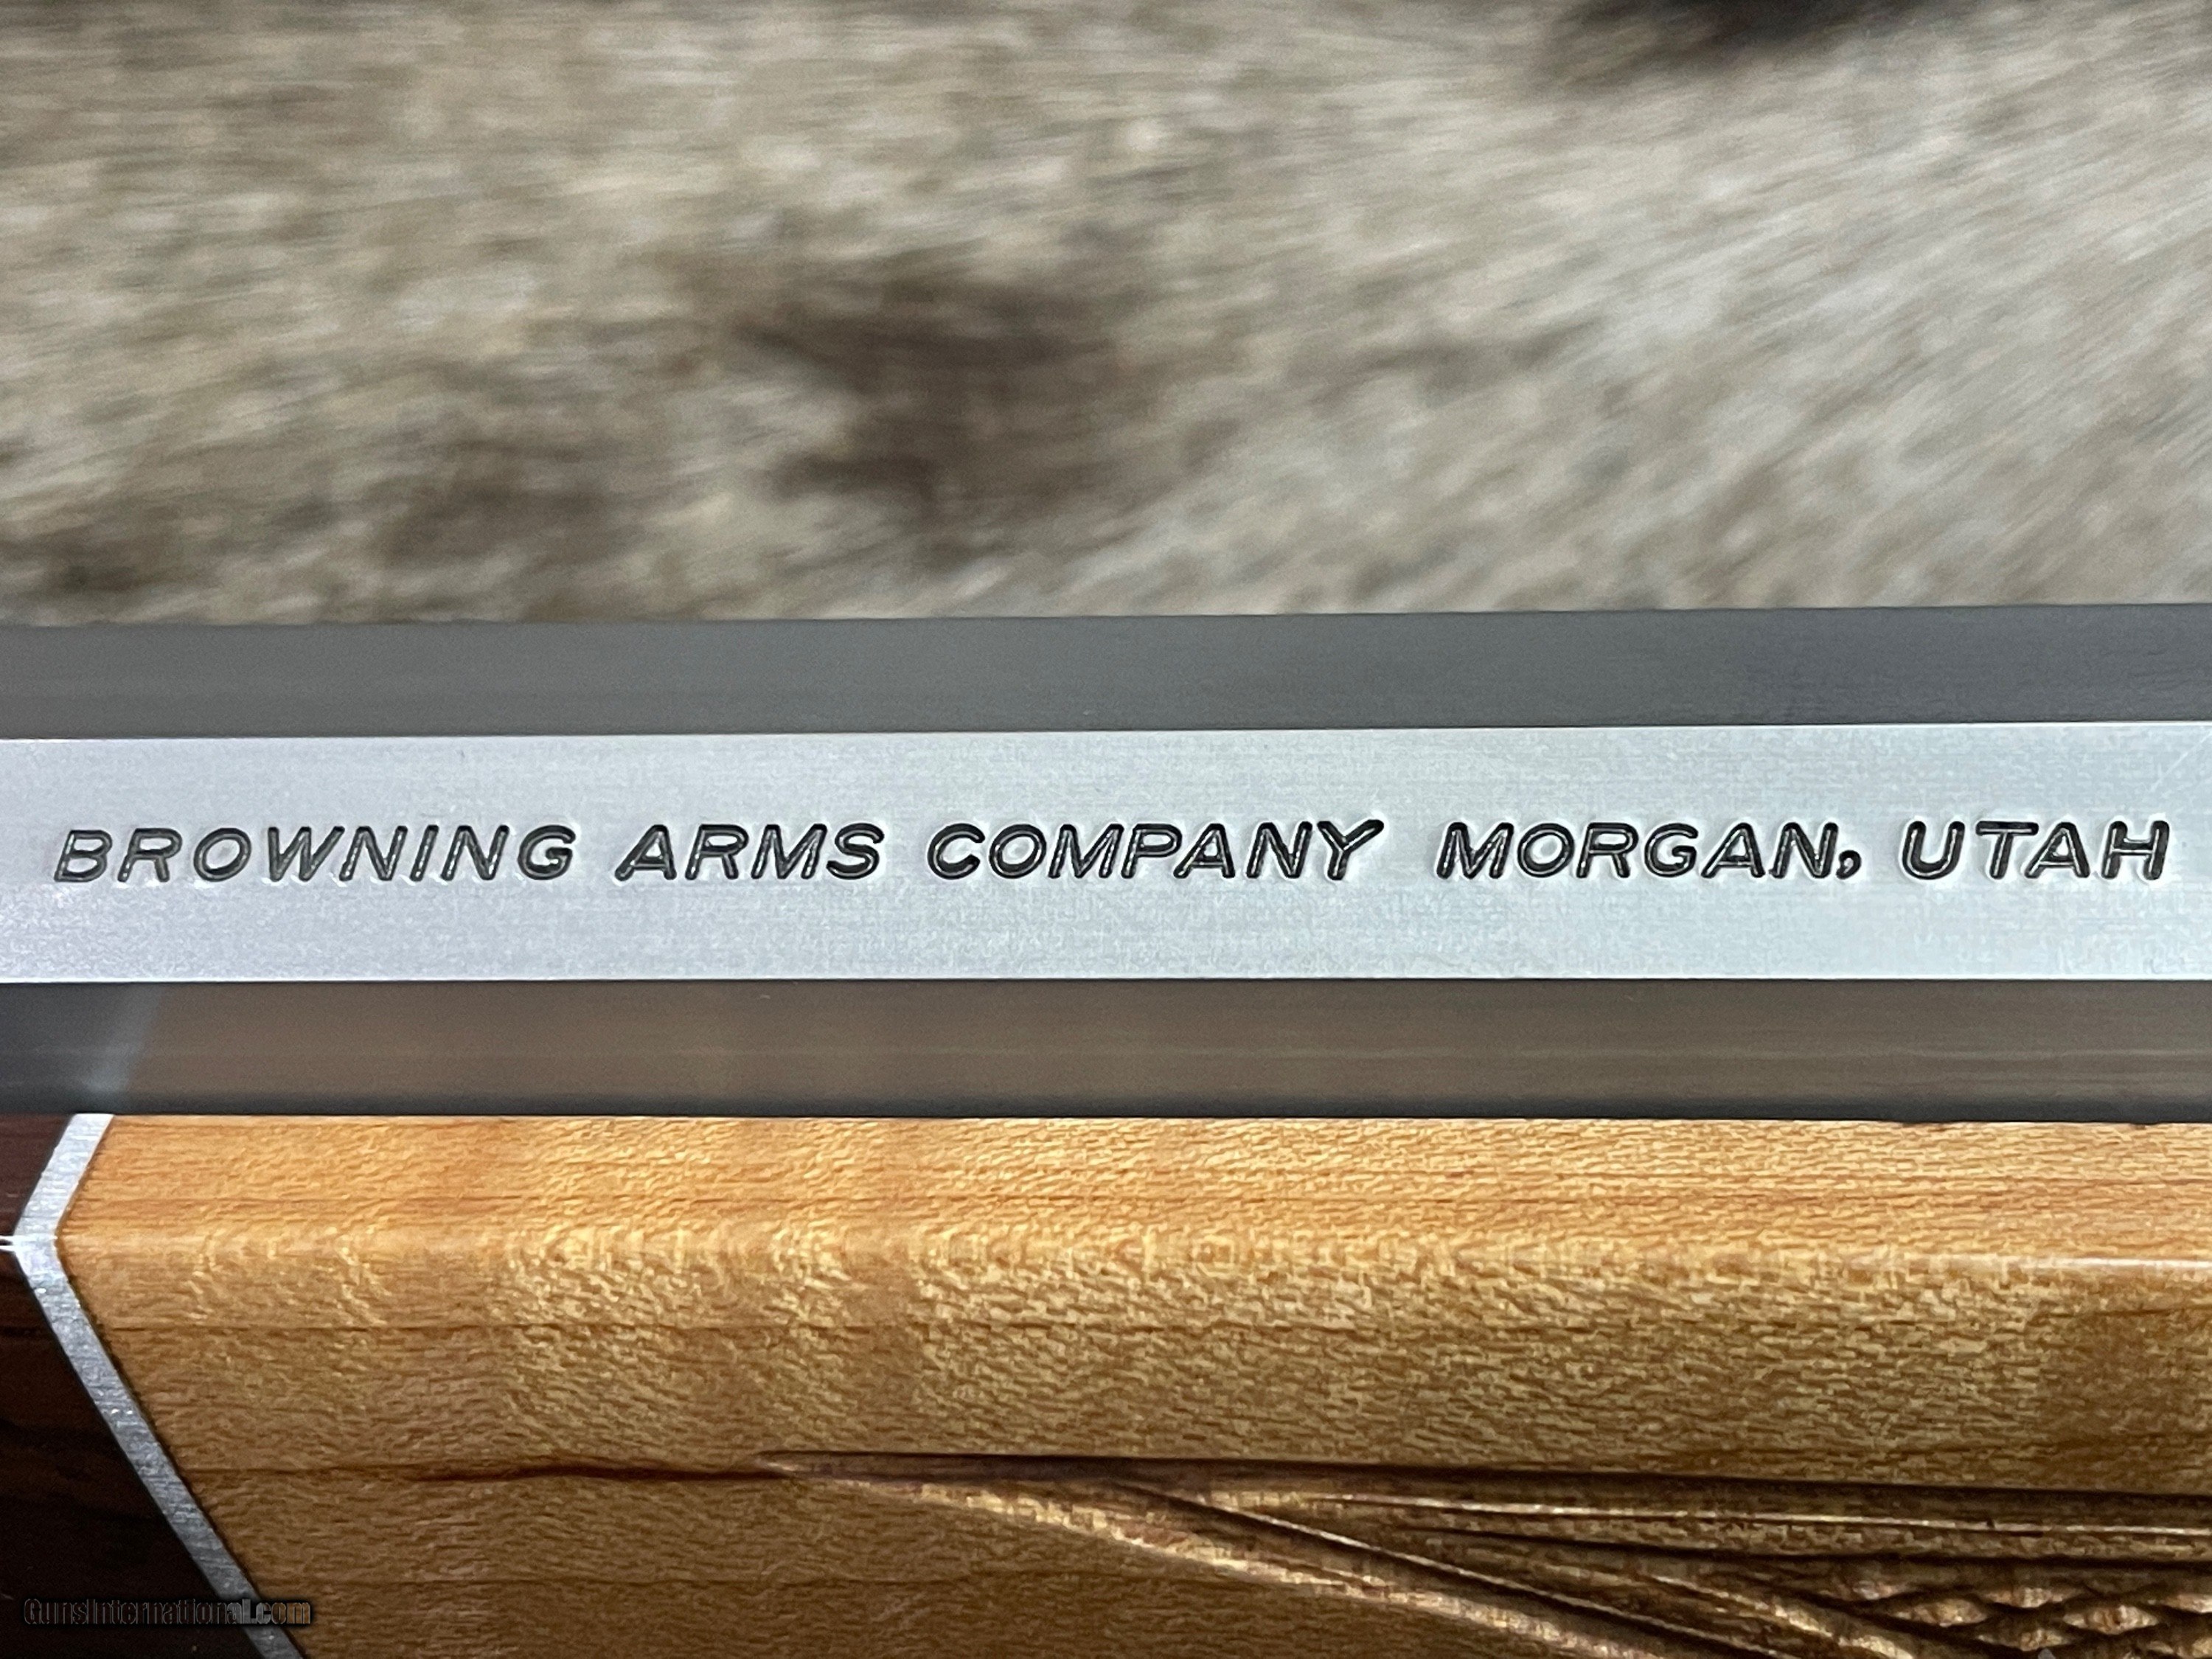 BROWNING ARMS COMPANY MORGAN, UTAH
GunsInternational.com